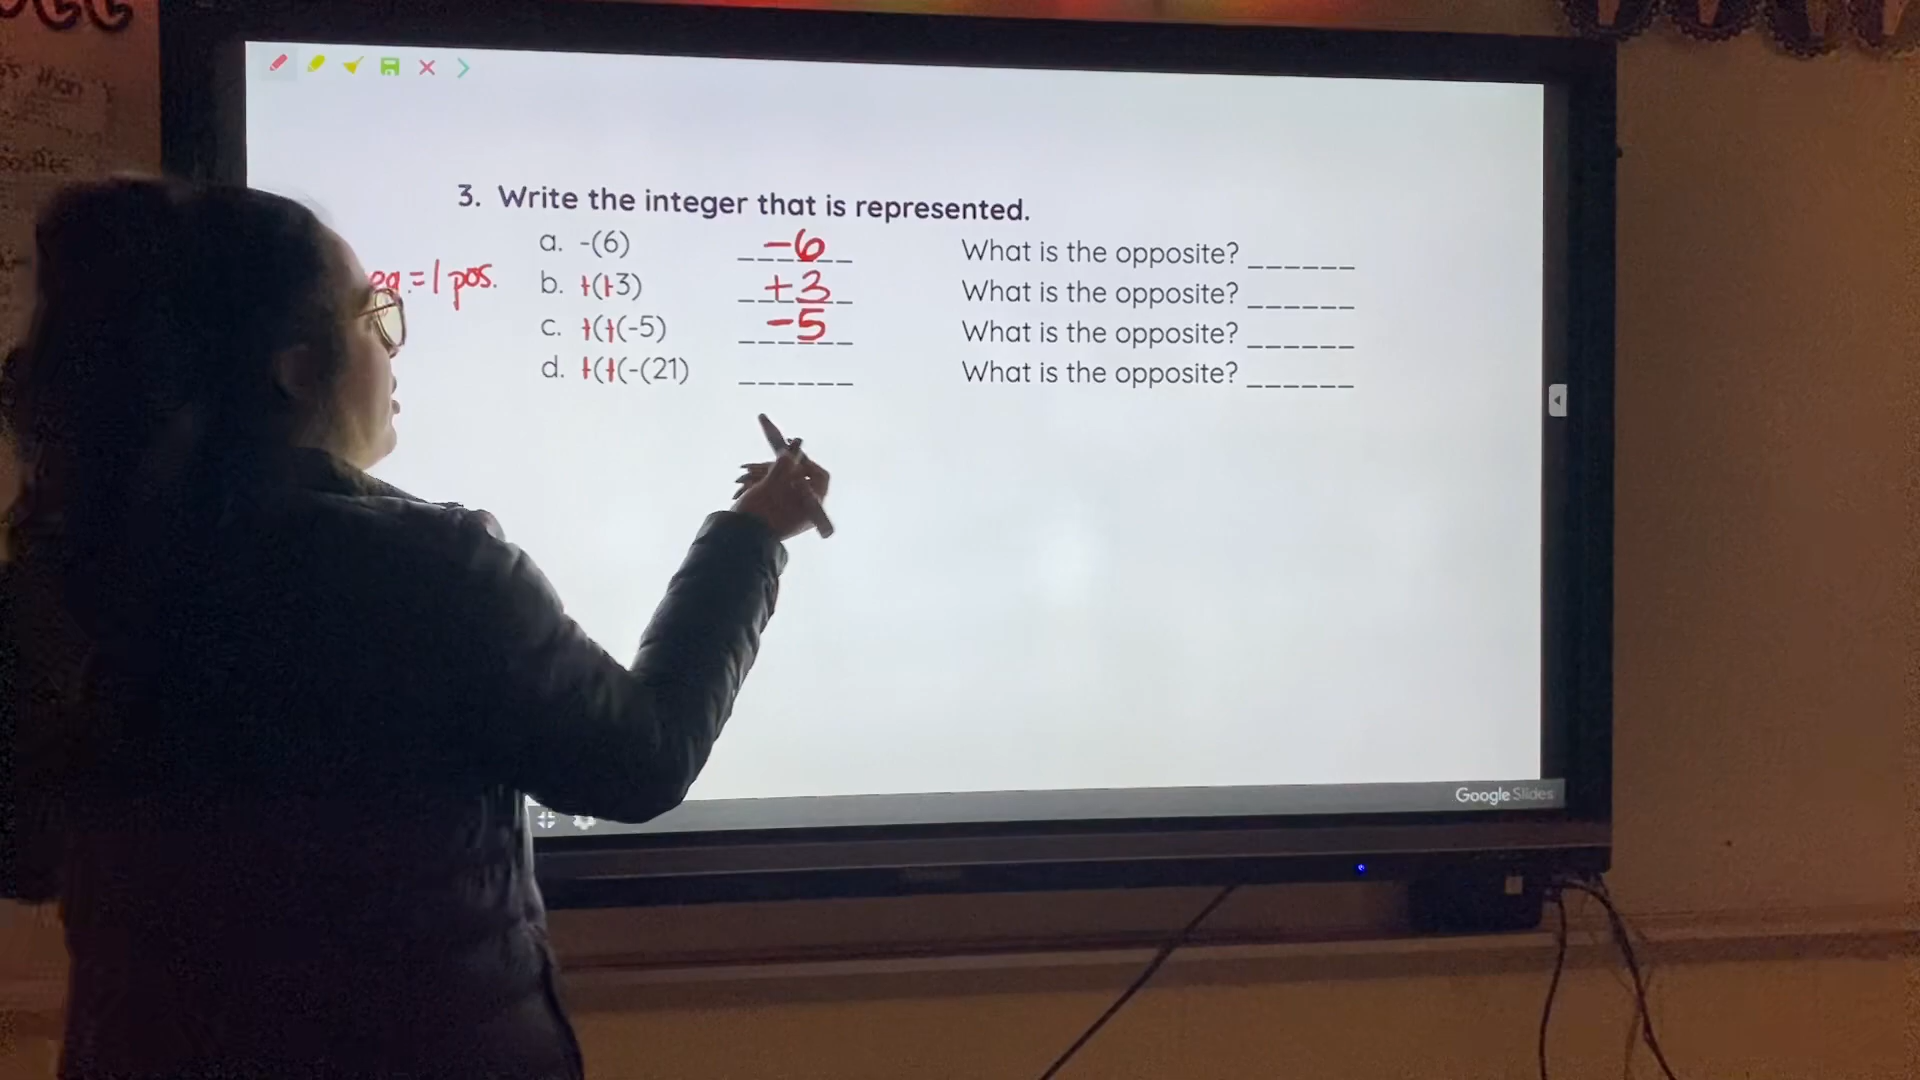 than
3. Write the integer that is represented.
a. -(6) -6 What is the opposite? ______
eg. = 1 pos. b. +(+3) +3 What is the opposite? ______
c. +(+(-5) -5 What is the opposite? ______
d. +(+(-(21) ______ What is the opposite? ______
Google Slides